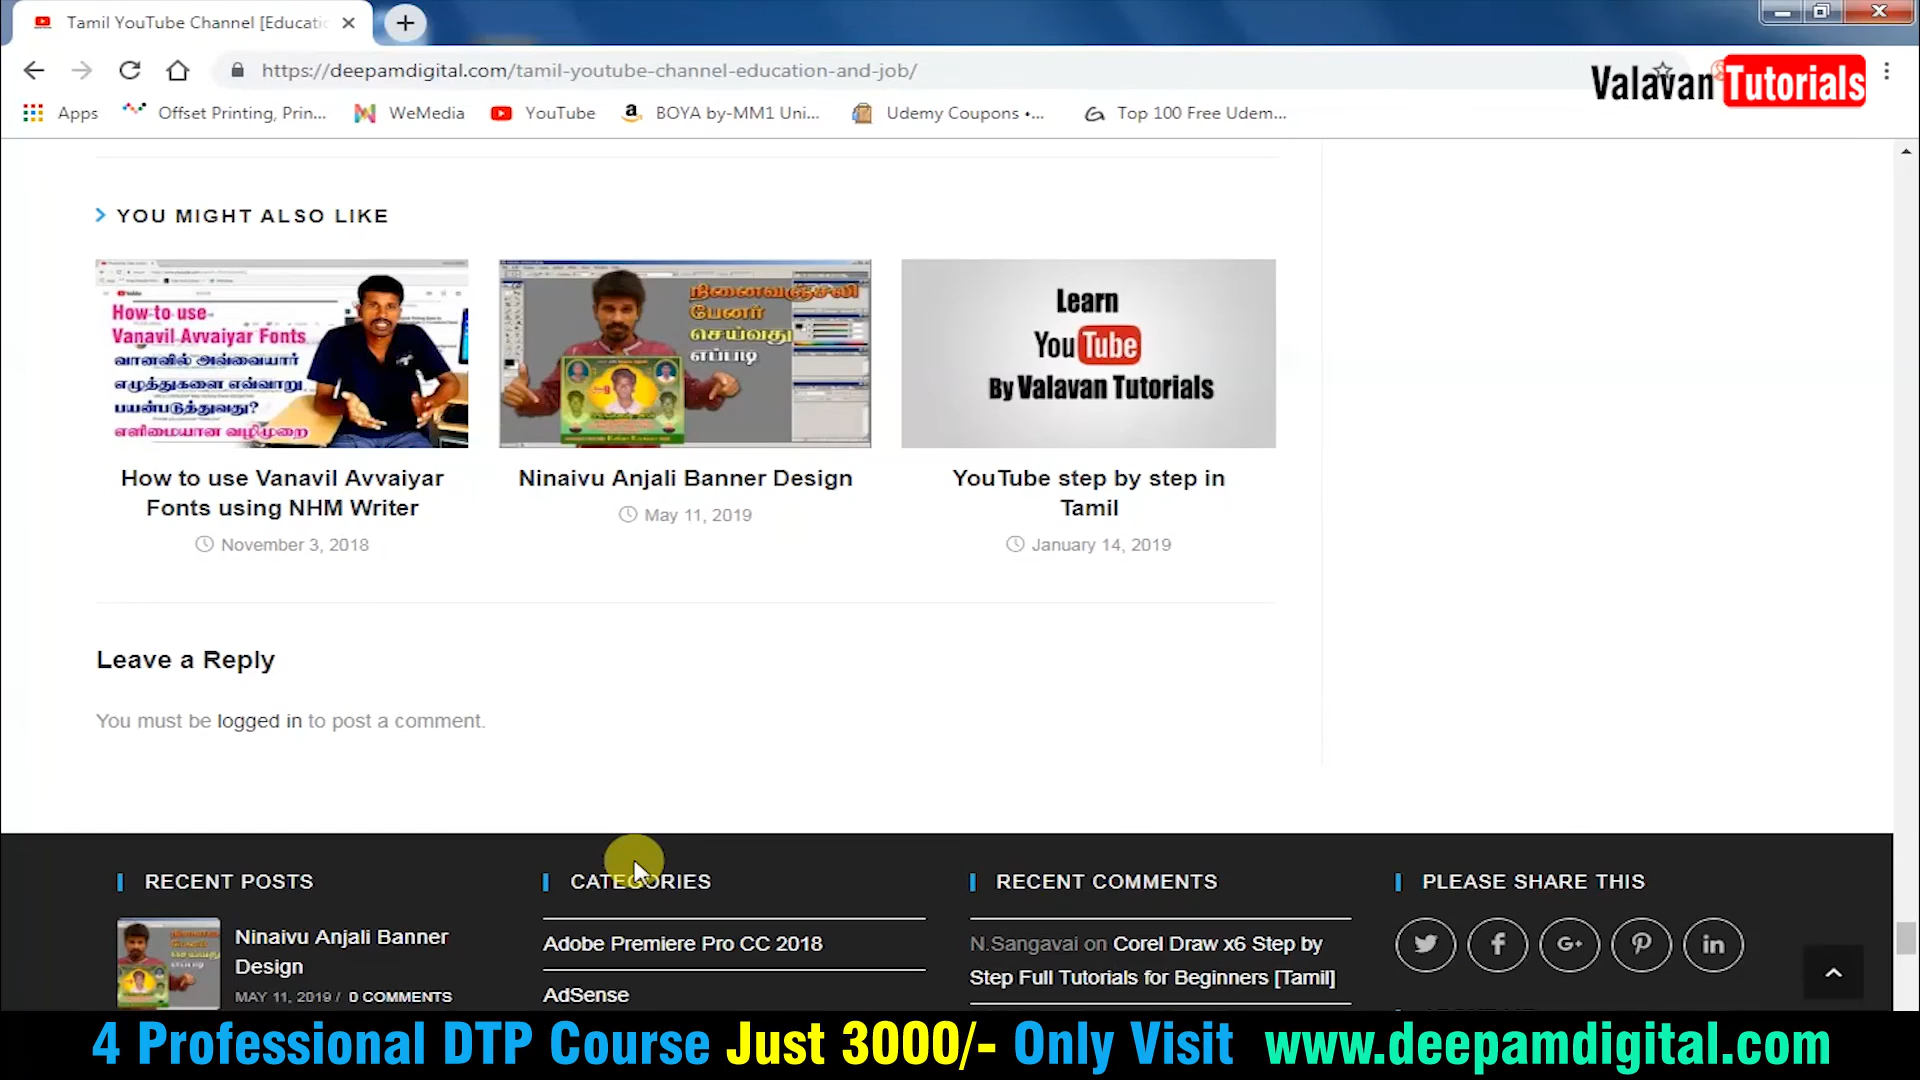 Tamil YouTube Channel [Educatio
https://deepamdigital.com/tamil-youtube-channel-education-and-job/
Valavan Tutorials
Apps
Offset Printing, Prin...
WeMedia
YouTube
BOYA by-MM1 Uni...
Udemy Coupons •...
Top 100 Free Udem...
YOU MIGHT ALSO LIKE
How to use
Vanavil Avvaiyar Fonts
வானவில் அவ்வையார்
எழுத்துகளை எவ்வாறு
பயன்படுத்துவது?
எளிமையான வழிமுறை
நினைவஞ்சலி
பேனர்
செய்வது
எப்படி
Learn
YouTube
By Valavan Tutorials
How to use Vanavil Avvaiyar
Fonts using NHM Writer
November 3, 2018
Ninaivu Anjali Banner Design
May 11, 2019
YouTube step by step in
Tamil
January 14, 2019
Leave a Reply
You must be logged in to post a comment.
RECENT POSTS
Ninaivu Anjali Banner
Design
MAY 11, 2019 / 0 COMMENTS
CATEGORIES
Adobe Premiere Pro CC 2018
AdSense
RECENT COMMENTS
N.Sangavai on Corel Draw x6 Step by
Step Full Tutorials for Beginners [Tamil]
PLEASE SHARE THIS
4 Professional DTP Course Just 3000/- Only Visit www.deepamdigital.com